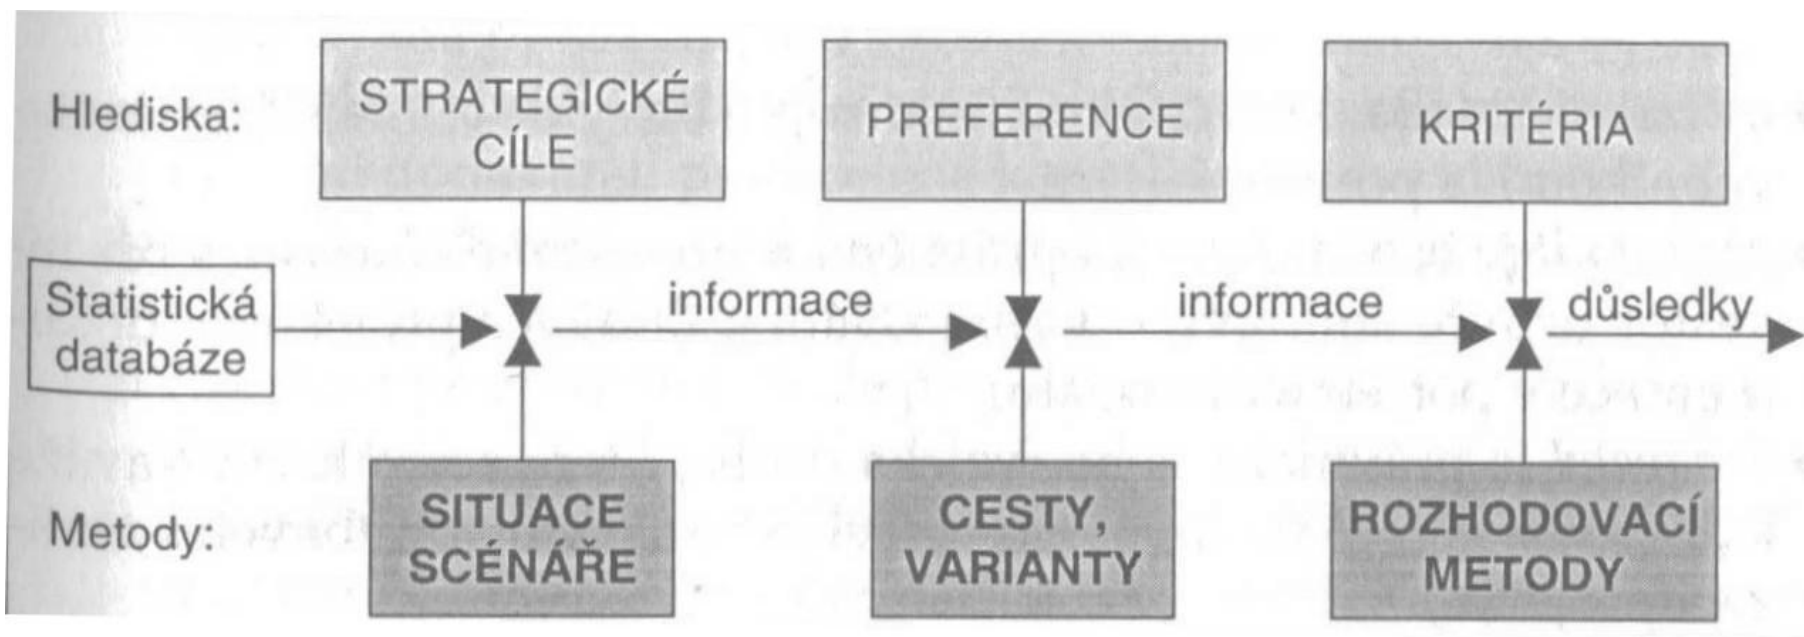 Hlediska:
STRATEGICKÉ
CÍLE
PREFERENCE
KRITÉRIA
Statistická
databáze
informace
informace
důsledky
Metody:
SITUACE
SCÉNÁŘE
CESTY,
VARIANTY
ROZHODOVACÍ
METODY